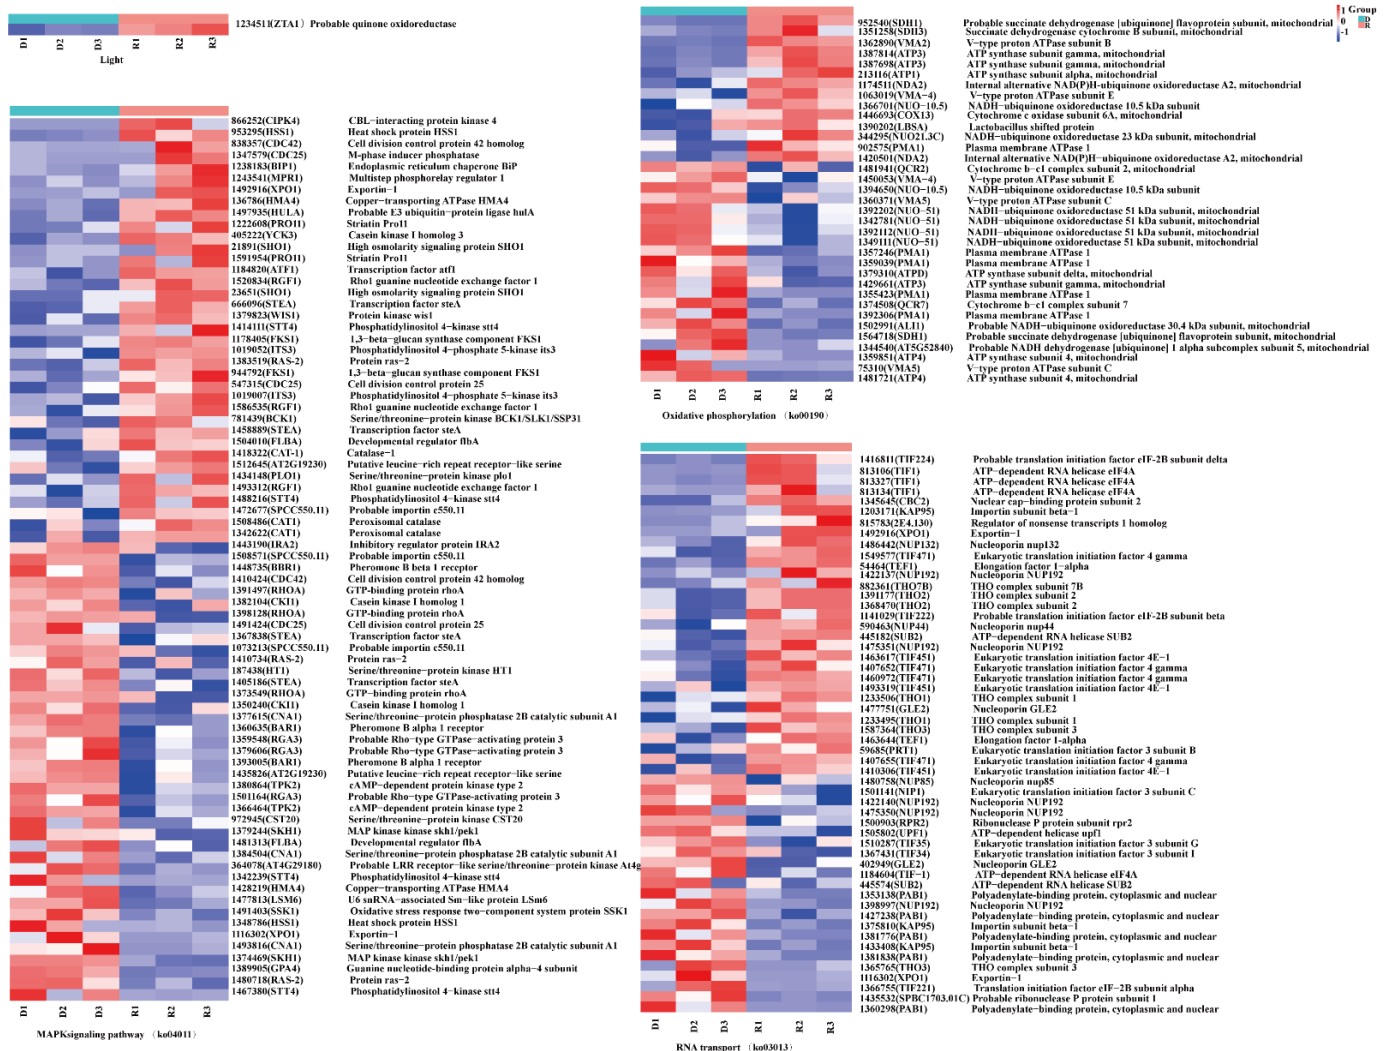 1234511(ZTA1) Probable quinone oxidoreductase
D1 D2 D3 R1 R2 R3
Light
866252(CIPK4) CBL−interacting protein kinase 4
953295(HSS1) Heat shock protein HSS1
838357(CDC42) Cell division control protein 42 homolog
1347579(CDC25) M−phase inducer phosphatase
1238183(BIP1) Endoplasmic reticulum chaperone BiP
1243541(MPR1) Multistep phosphorelay regulator 1
1492916(XPO1) Exportin−1
136786(HMA4) Copper−transporting ATPase HMA4
1497935(HULA) Probable E3 ubiquitin−protein ligase hulA
1222608(PRO11) Striatin Pro11
405222(YCK3) Casein kinase I homolog 3
21891(SHO1) High osmolarity signaling protein SHO1
1591954(PRO11) Striatin Pro11
1184820(ATF1) Transcription factor atf1
1520834(RGF1) Rho1 guanine nucleotide exchange factor 1
23651(SHO1) High osmolarity signaling protein SHO1
666096(STEA) Transcription factor steA
1379823(WIS1) Protein kinase wis1
1414111(STT4) Phosphatidylinositol 4−kinase stt4
1178405(FKS1) 1,3−beta−glucan synthase component FKS1
1019052(ITS3) Phosphatidylinositol 4−phosphate 5−kinase its3
1383519(RAS−2) Protein ras−2
944792(FKS1) 1,3−beta−glucan synthase component FKS1
547315(CDC25) Cell division control protein 25
1019007(ITS3) Phosphatidylinositol 4−phosphate 5−kinase its3
1586535(RGF1) Rho1 guanine nucleotide exchange factor 1
781439(BCK1) Serine/threonine−protein kinase BCK1/SLK1/SSP31
1458889(STEA) Transcription factor steA
1504010(FLBA) Developmental regulator flbA
1418322(CAT−1) Catalase−1
1512645(AT2G19230) Putative leucine−rich repeat receptor−like serine
1434148(PLO1) Serine/threonine−protein kinase plo1
1493312(RGF1) Rho1 guanine nucleotide exchange factor 1
1488216(STT4) Phosphatidylinositol 4−kinase stt4
1472677(SPCC550.11) Probable importin c550.11
1508486(CAT1) Peroxisomal catalase
1342622(CAT1) Peroxisomal catalase
1443190(IRA2) Inhibitory regulator protein IRA2
1508571(SPCC550.11) Probable importin c550.11
1448735(BBR1) Pheromone B beta 1 receptor
1410424(CDC42) Cell division control protein 42 homolog
1391497(RHOA) GTP−binding protein rhoA
1382104(CKI1) Casein kinase I homolog 1
1398128(RHOA) GTP−binding protein rhoA
1491424(CDC25) Cell division control protein 25
1367838(STEA) Transcription factor steA
1073213(SPCC550.11) Probable importin c550.11
1410734(RAS−2) Protein ras−2
187438(HT1) Serine/threonine−protein kinase HT1
1405186(STEA) Transcription factor steA
1373549(RHOA) GTP−binding protein rhoA
1350240(CKI1) Casein kinase I homolog 1
1377615(CNA1) Serine/threonine−protein phosphatase 2B catalytic subunit A1
1360635(BAR1) Pheromone B alpha 1 receptor
1359548(RGA3) Probable Rho−type GTPase−activating protein 3
1379606(RGA3) Probable Rho−type GTPase−activating protein 3
1393005(BAR1) Pheromone B alpha 1 receptor
1435826(AT2G19230) Putative leucine−rich repeat receptor−like serine
1380864(TPK2) cAMP−dependent protein kinase type 2
1501164(RGA3) Probable Rho−type GTPase-activating protein 3
1366464(TPK2) cAMP−dependent protein kinase type 2
972945(CST20) Serine/threonine−protein kinase CST20
1379244(SKH1) MAP kinase kinase skh1/pek1
1481313(FLBA) Developmental regulator flbA
1384504(CNA1) Serine/threonine−protein phosphatase 2B catalytic subunit A1
364078(AT4G29180) Probable LRR receptor−like serine/threonine−protein kinase At4g
1342239(STT4) Phosphatidylinositol 4−kinase stt4
1428219(HMA4) Copper−transporting ATPase HMA4
1477813(LSM6) U6 snRNA−associated Sm−like protein LSm6
1491403(SSK1) Oxidative stress response two−component system protein SSK1
1348786(HSS1) Heat shock protein HSS1
1116302(XPO1) Exportin−1
1493816(CNA1) Serine/threonine−protein phosphatase 2B catalytic subunit A1
1374469(SKH1) MAP kinase kinase skh1/pek1
1389905(GPA4) Guanine nucleotide−binding protein alpha−4 subunit
1480718(RAS−2) Protein ras−2
1467380(STT4) Phosphatidylinositol 4−kinase stt4
D1 D2 D3 R1 R2 R3
MAPKsignaling pathway (ko04011)
952540(SDH1) Probable succinate dehydrogenase [ubiquinone] flavoprotein subunit, mitochondrial
1351258(SDH3) Succinate dehydrogenase cytochrome B subunit, mitochondrial
1362890(VMA2) V−type proton ATPase subunit B
1387814(ATP3) ATP synthase subunit gamma, mitochondrial
1387698(ATP3) ATP synthase subunit gamma, mitochondrial
213116(ATP1) ATP synthase subunit alpha, mitochondrial
1174511(NDA2) Internal alternative NAD(P)H−ubiquinone oxidoreductase A2, mitochondrial
1063019(VMA−4) V−type proton ATPase subunit E
1366701(NUO−10.5) NADH−ubiquinone oxidoreductase 10.5 kDa subunit
1446693(COX13) Cytochrome c oxidase subunit 6A, mitochondrial
1390202(LBSA) Lactobacillus shifted protein
344295(NUO21.3C) NADH−ubiquinone oxidoreductase 23 kDa subunit, mitochondrial
902575(PMA1) Plasma membrane ATPase 1
1420501(NDA2) Internal alternative NAD(P)H−ubiquinone oxidoreductase A2, mitochondrial
1481941(QCR2) Cytochrome b−c1 complex subunit 2, mitochondrial
1450053(VMA−4) V−type proton ATPase subunit E
1394650(NUO−10.5) NADH−ubiquinone oxidoreductase 10.5 kDa subunit
1360371(VMA5) V−type proton ATPase subunit C
1392202(NUO−51) NADH−ubiquinone oxidoreductase 51 kDa subunit, mitochondrial
1342781(NUO−51) NADH−ubiquinone oxidoreductase 51 kDa subunit, mitochondrial
1392112(NUO−51) NADH−ubiquinone oxidoreductase 51 kDa subunit, mitochondrial
1349111(NUO−51) NADH−ubiquinone oxidoreductase 51 kDa subunit, mitochondrial
1357246(PMA1) Plasma membrane ATPase 1
1359039(PMA1) Plasma membrane ATPase 1
1379310(ATPD) ATP synthase subunit delta, mitochondrial
1429661(ATP3) ATP synthase subunit gamma, mitochondrial
1355423(PMA1) Plasma membrane ATPase 1
1374508(QCR7) Cytochrome b−c1 complex subunit 7
1392306(PMA1) Plasma membrane ATPase 1
1502991(ALI1) Probable NADH−ubiquinone oxidoreductase 30.4 kDa subunit, mitochondrial
1564718(SDH1) Probable succinate dehydrogenase [ubiquinone] flavoprotein subunit, mitochondrial
1344540(AT5G52840) Probable NADH dehydrogenase [ubiquinone] 1 alpha subcomplex subunit 5, mitochondrial
1359851(ATP4) ATP synthase subunit 4, mitochondrial
75310(VMA5) V−type proton ATPase subunit C
1481721(ATP4) ATP synthase subunit 4, mitochondrial
D1 D2 D3 R1 R2 R3
Oxidative phosphorylation (ko00190)
1 Group
0 D
−1 R
1416811(TIF224) Probable translation initiation factor eIF−2B subunit delta
813106(TIF1) ATP−dependent RNA helicase eIF4A
813327(TIF1) ATP−dependent RNA helicase eIF4A
813134(TIF1) ATP−dependent RNA helicase eIF4A
1345645(CBC2) Nuclear cap−binding protein subunit 2
1203171(KAP95) Importin subunit beta−1
815783(2E4.130) Regulator of nonsense transcripts 1 homolog
1492916(XPO1) Exportin−1
1486442(NUP132) Nucleoporin nup132
1549577(TIF471) Eukaryotic translation initiation factor 4 gamma
54464(TEF1) Elongation factor 1−alpha
1422137(NUP192) Nucleoporin NUP192
882361(THO7B) THO complex subunit 7B
1391177(THO2) THO complex subunit 2
1368470(THO2) THO complex subunit 2
1141029(TIF222) Probable translation initiation factor eIF−2B subunit beta
590463(NUP44) Nucleoporin nup44
445182(SUB2) ATP−dependent RNA helicase SUB2
1475351(NUP192) Nucleoporin NUP192
1463617(TIF451) Eukaryotic translation initiation factor 4E−1
1407652(TIF471) Eukaryotic translation initiation factor 4 gamma
1460972(TIF471) Eukaryotic translation initiation factor 4 gamma
1493319(TIF451) Eukaryotic translation initiation factor 4E−1
1233506(THO1) THO complex subunit 1
1477751(GLE2) Nucleoporin GLE2
1233495(THO1) THO complex subunit 1
1587364(THO3) THO complex subunit 3
1463644(TEF1) Elongation factor 1-alpha
59685(PRT1) Eukaryotic translation initiation factor 3 subunit B
1407655(TIF471) Eukaryotic translation initiation factor 4 gamma
1410306(TIF451) Eukaryotic translation initiation factor 4E−1
1480758(NUP85) Nucleoporin nup85
1501141(NIP1) Eukaryotic translation initiation factor 3 subunit C
1422140(NUP192) Nucleoporin NUP192
1475350(NUP192) Nucleoporin NUP192
1500903(RPR2) Ribonuclease P protein subunit rpr2
1505802(UPF1) ATP−dependent helicase upf1
1510287(TIF35) Eukaryotic translation initiation factor 3 subunit G
1367431(TIF34) Eukaryotic translation initiation factor 3 subunit I
402949(GLE2) Nucleoporin GLE2
1184604(TIF−1) ATP−dependent RNA helicase eIF4A
445574(SUB2) ATP−dependent RNA helicase SUB2
1353138(PAB1) Polyadenylate−binding protein, cytoplasmic and nuclear
1398997(NUP192) Nucleoporin NUP192
1427238(PAB1) Polyadenylate−binding protein, cytoplasmic and nuclear
1375810(KAP95) Importin subunit beta−1
1381776(PAB1) Polyadenylate−binding protein, cytoplasmic and nuclear
1433408(KAP95) Importin subunit beta−1
1381838(PAB1) Polyadenylate−binding protein, cytoplasmic and nuclear
1365765(THO3) THO complex subunit 3
1116302(XPO1) Exportin−1
1366755(TIF221) Translation initiation factor eIF−2B subunit alpha
1435532(SPBC1703.01C) Probable ribonuclease P protein subunit 1
1360298(PAB1) Polyadenylate−binding protein, cytoplasmic and nuclear
D1 D2 D3 R1 R2 R3
RNA transport (ko03013)